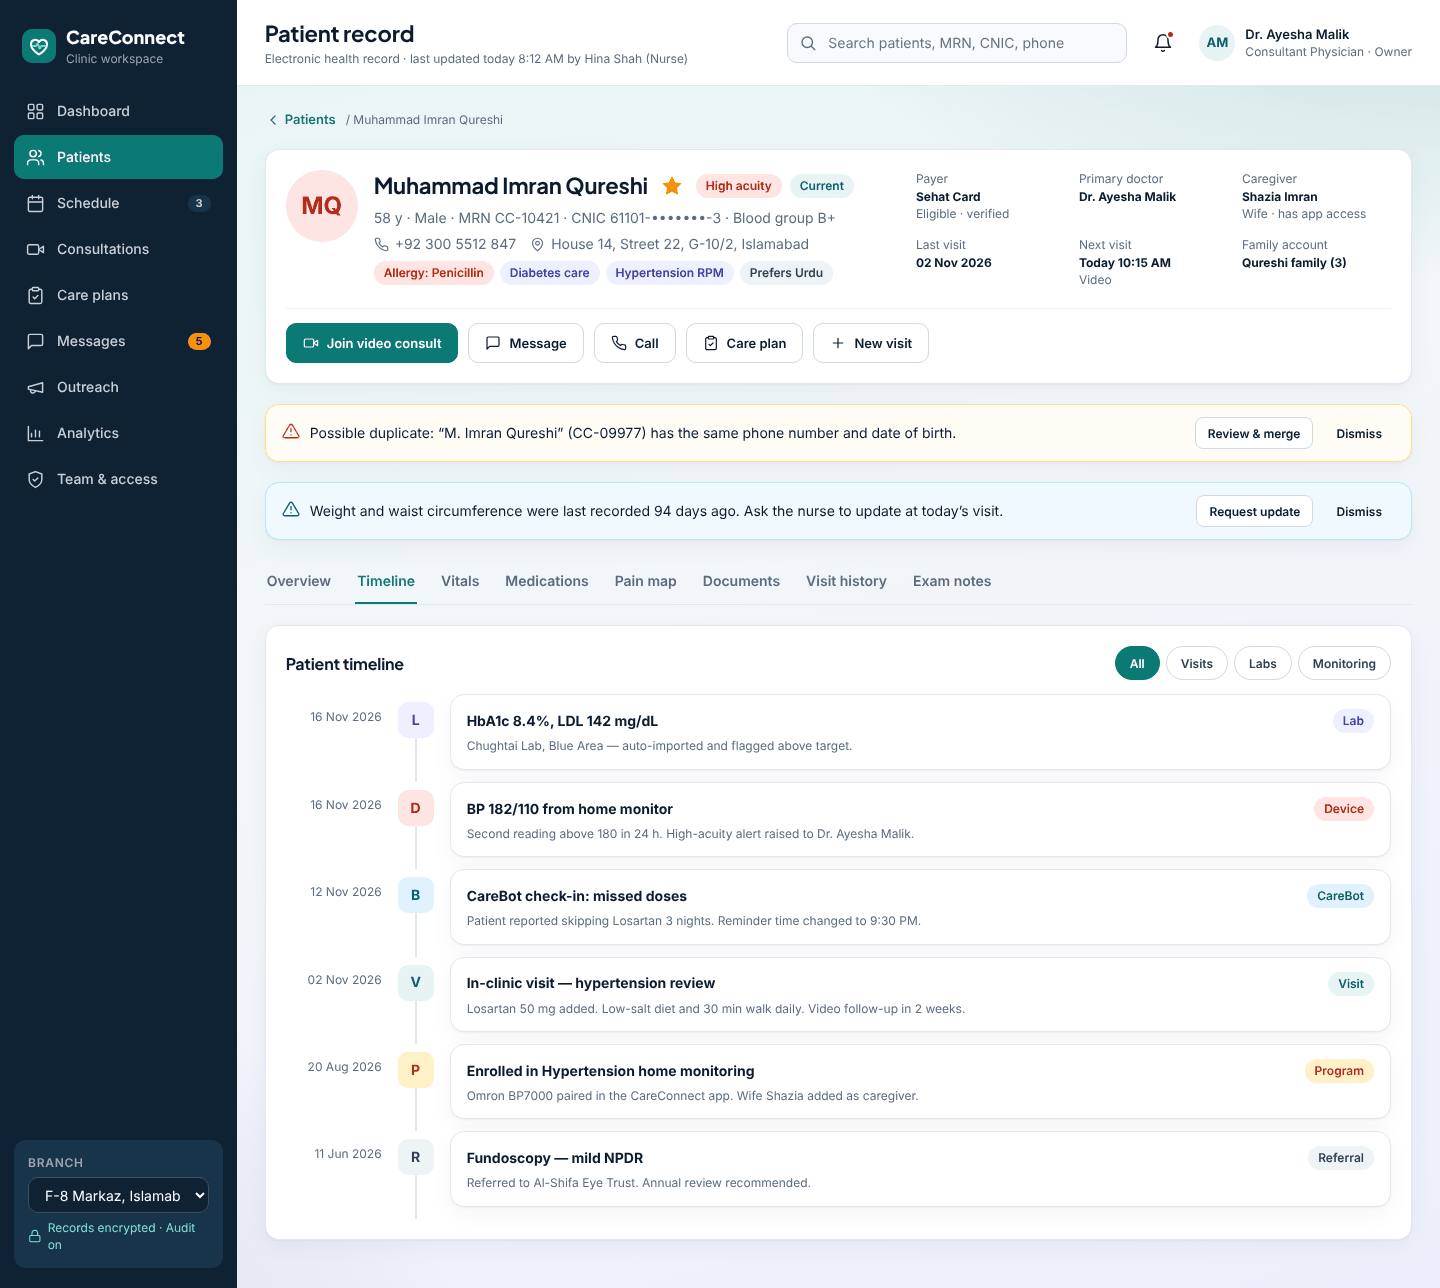 CareConnect
Clinic workspace
Dashboard
Patients
Schedule 3
Consultations
Care plans
Messages 5
Outreach
Analytics
Team & access
BRANCH
F-8 Markaz, Islamab
Records encrypted · Audit
on
Patient record
Electronic health record · last updated today 8:12 AM by Hina Shah (Nurse)
Search patients, MRN, CNIC, phone
AM
Dr. Ayesha Malik
Consultant Physician · Owner
Patients / Muhammad Imran Qureshi
MQ
Muhammad Imran Qureshi High acuity Current
58 y · Male · MRN CC-10421 · CNIC 61101-•••••••-3 · Blood group B+
+92 300 5512 847 House 14, Street 22, G-10/2, Islamabad
Allergy: Penicillin Diabetes care Hypertension RPM Prefers Urdu
Payer
Sehat Card
Eligible · verified
Primary doctor
Dr. Ayesha Malik
Caregiver
Shazia Imran
Wife · has app access
Last visit
02 Nov 2026
Next visit
Today 10:15 AM
Video
Family account
Qureshi family (3)
Join video consult Message Call Care plan New visit
Possible duplicate: “M. Imran Qureshi” (CC-09977) has the same phone number and date of birth. Review & merge Dismiss
Weight and waist circumference were last recorded 94 days ago. Ask the nurse to update at today’s visit. Request update Dismiss
Overview Timeline Vitals Medications Pain map Documents Visit history Exam notes
Patient timeline All Visits Labs Monitoring
16 Nov 2026 L HbA1c 8.4%, LDL 142 mg/dL Lab
Chughtai Lab, Blue Area — auto-imported and flagged above target.
16 Nov 2026 D BP 182/110 from home monitor Device
Second reading above 180 in 24 h. High-acuity alert raised to Dr. Ayesha Malik.
12 Nov 2026 B CareBot check-in: missed doses CareBot
Patient reported skipping Losartan 3 nights. Reminder time changed to 9:30 PM.
02 Nov 2026 V In-clinic visit — hypertension review Visit
Losartan 50 mg added. Low-salt diet and 30 min walk daily. Video follow-up in 2 weeks.
20 Aug 2026 P Enrolled in Hypertension home monitoring Program
Omron BP7000 paired in the CareConnect app. Wife Shazia added as caregiver.
11 Jun 2026 R Fundoscopy — mild NPDR Referral
Referred to Al-Shifa Eye Trust. Annual review recommended.